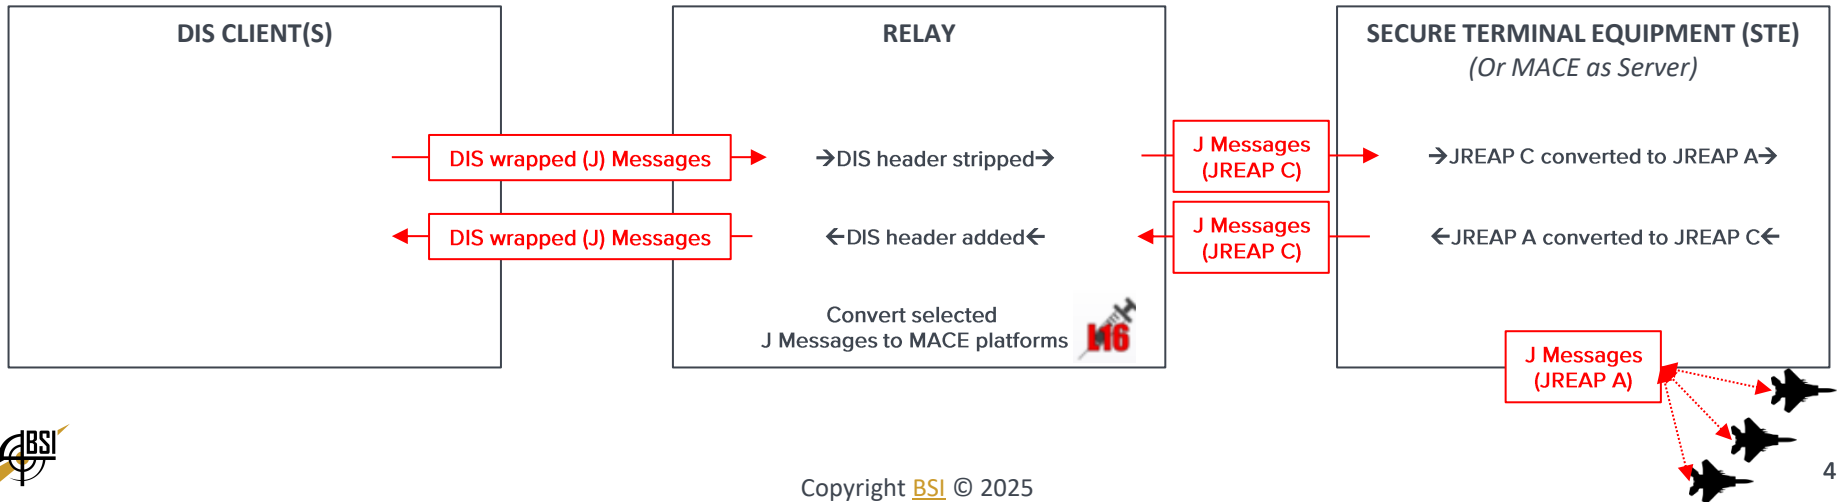 DIS CLIENT(S)
RELAY
SECURE TERMINAL EQUIPMENT (STE)
(Or MACE as Server)
DIS wrapped (J) Messages
→DIS header stripped→
J Messages
(JREAP C)
→JREAP C converted to JREAP A→
DIS wrapped (J) Messages
←DIS header added←
J Messages
(JREAP C)
←JREAP A converted to JREAP C←
Convert selected
J Messages to MACE platforms
L16
J Messages
(JREAP A)
BSI
Copyright BSI © 2025
4